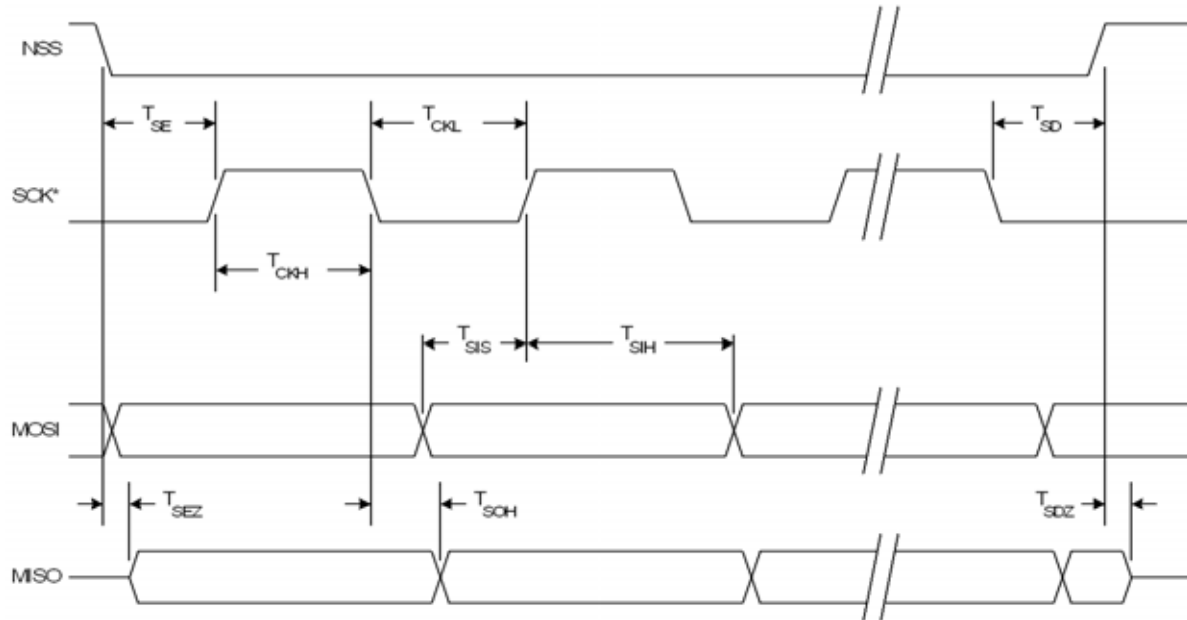 NSS
T_SE
T_CKL
T_SD
SCK*
T_CKH
T_SIS
T_SIH
MOSI
T_SEZ
T_SOH
T_SDZ
MISO